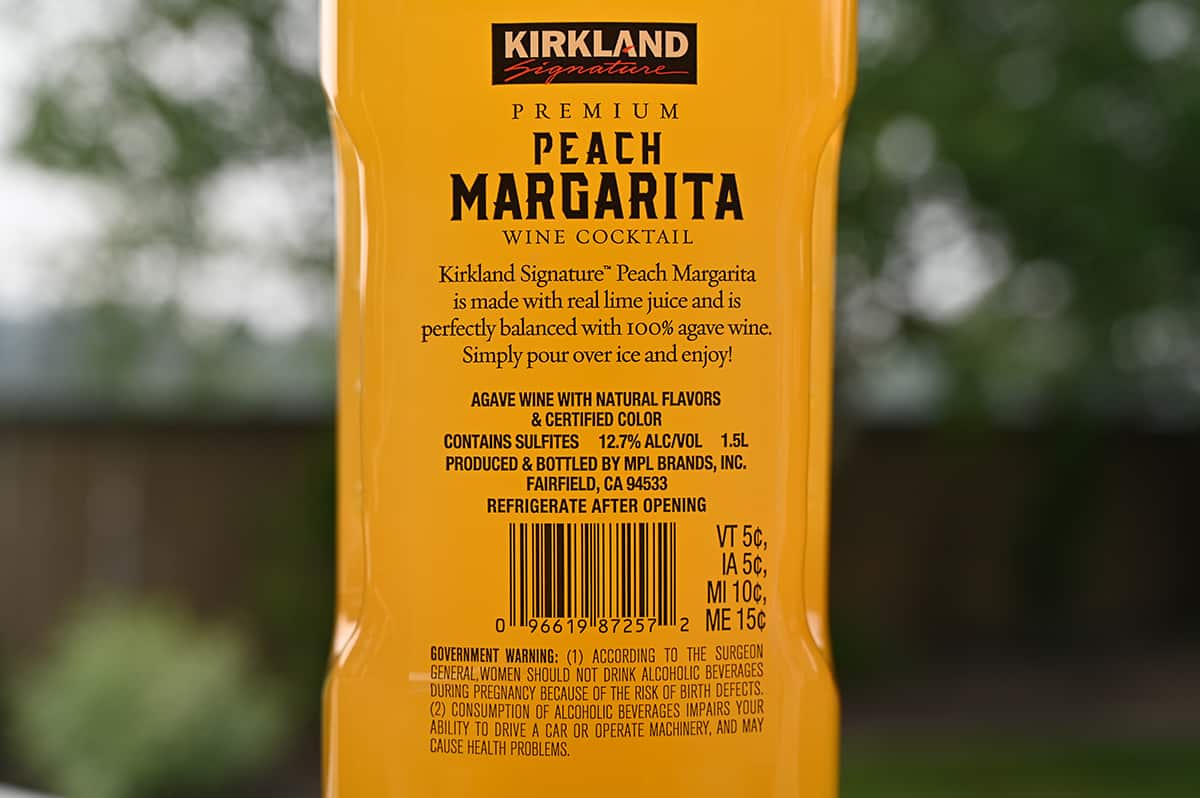 KIRKLAND
Signature
PREMIUM
PEACH
MARGARITA
WINE COCKTAIL
Kirkland Signature™ Peach Margarita
is made with real lime juice and is
perfectly balanced with 100% agave wine.
Simply pour over ice and enjoy!
AGAVE WINE WITH NATURAL FLAVORS
& CERTIFIED COLOR
CONTAINS SULFITES 12.7% ALC/VOL 1.5L
PRODUCED & BOTTLED BY MPL BRANDS, INC.
FAIRFIELD, CA 94533
REFRIGERATE AFTER OPENING
VT 5¢,
IA 5¢,
MI 10¢,
ME 15¢
0 96619 87257 2
GOVERNMENT WARNING: (1) ACCORDING TO THE SURGEON
GENERAL,WOMEN SHOULD NOT DRINK ALCOHOLIC BEVERAGES
DURING PREGNANCY BECAUSE OF THE RISK OF BIRTH DEFECTS.
(2) CONSUMPTION OF ALCOHOLIC BEVERAGES IMPAIRS YOUR
ABILITY TO DRIVE A CAR OR OPERATE MACHINERY, AND MAY
CAUSE HEALTH PROBLEMS.